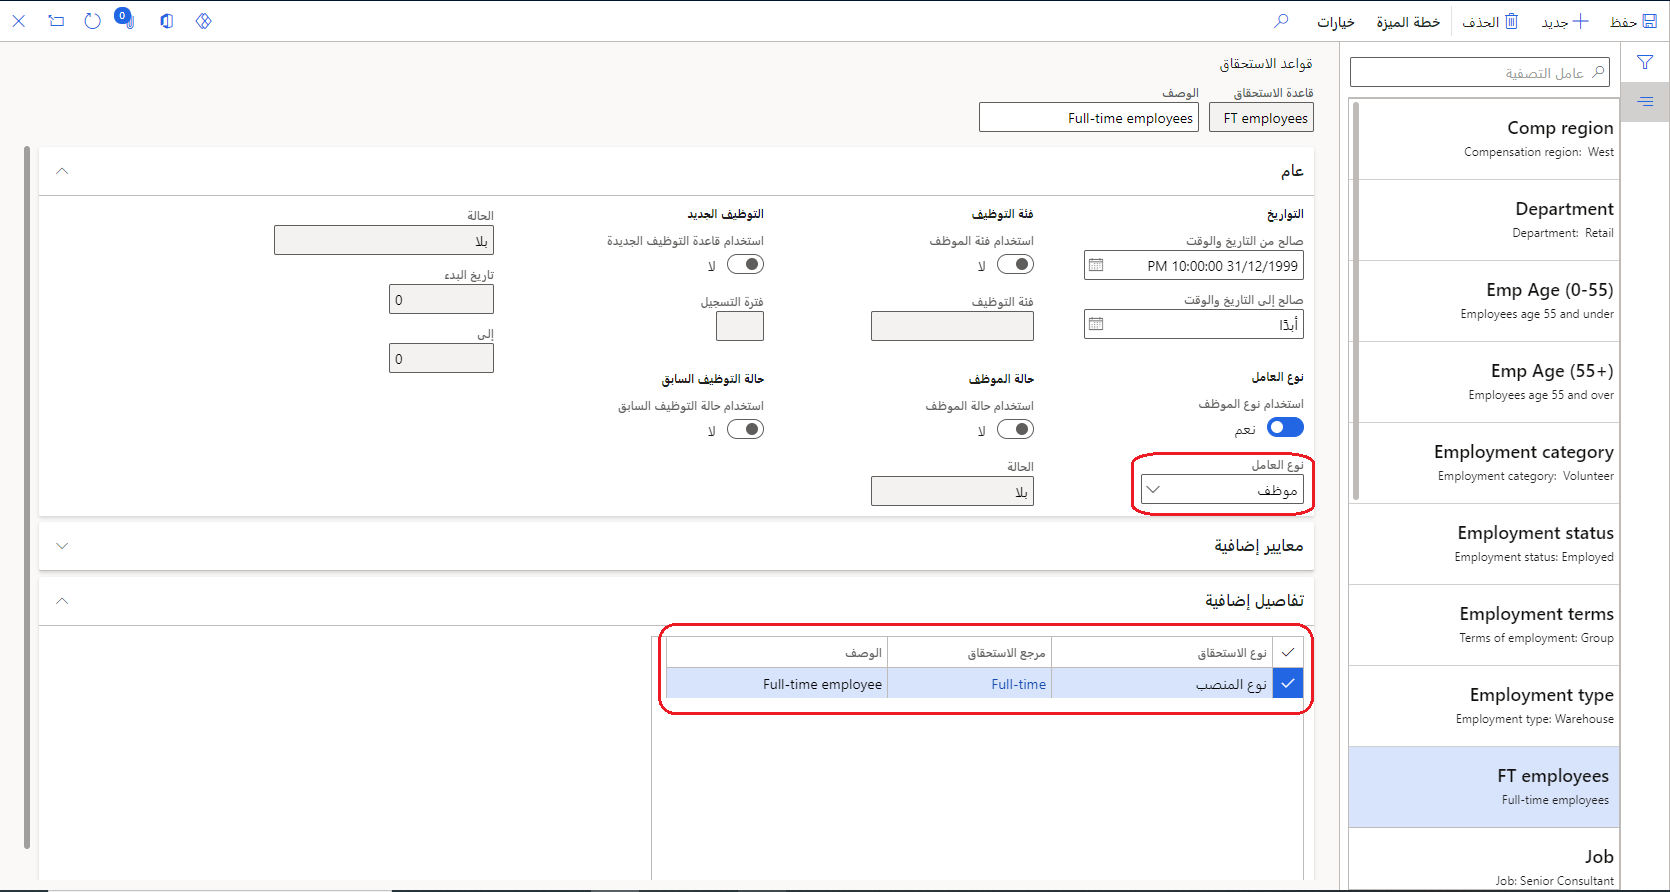 حفظ
جديد
الحذف
خطة الميزة
خيارات
0
عامل التصفية
Comp region
Compensation region: West
Department
Department: Retail
Emp Age (0-55)
Employees age 55 and under
Emp Age (55+)
Employees age 55 and over
Employment category
Employment category: Volunteer
Employment status
Employment status: Employed
Employment terms
Terms of employment: Group
Employment type
Employment type: Warehouse
FT employees
Full-time employees
Job
Job: Senior Consultant
قواعد الاستحقاق
قاعدة الاستحقاق
FT employees
الوصف
Full-time employees
عام
التواريخ
صالح من التاريخ والوقت
31/12/1999 10:00:00 PM
صالح إلى التاريخ والوقت
أبدًا
نوع العامل
استخدام نوع الموظف
نعم
نوع العامل
موظف
فئة التوظيف
استخدام فئة الموظف
لا
فئة التوظيف
حالة الموظف
استخدام حالة الموظف
لا
الحالة
بلا
التوظيف الجديد
استخدام قاعدة التوظيف الجديدة
لا
فترة التسجيل
حالة التوظيف السابق
استخدام حالة التوظيف السابق
لا
الحالة
بلا
تاريخ البدء
0
إلى
0
معايير إضافية
تفاصيل إضافية
نوع الاستحقاق مرجع الاستحقاق الوصف
نوع المنصب Full-time Full-time employee